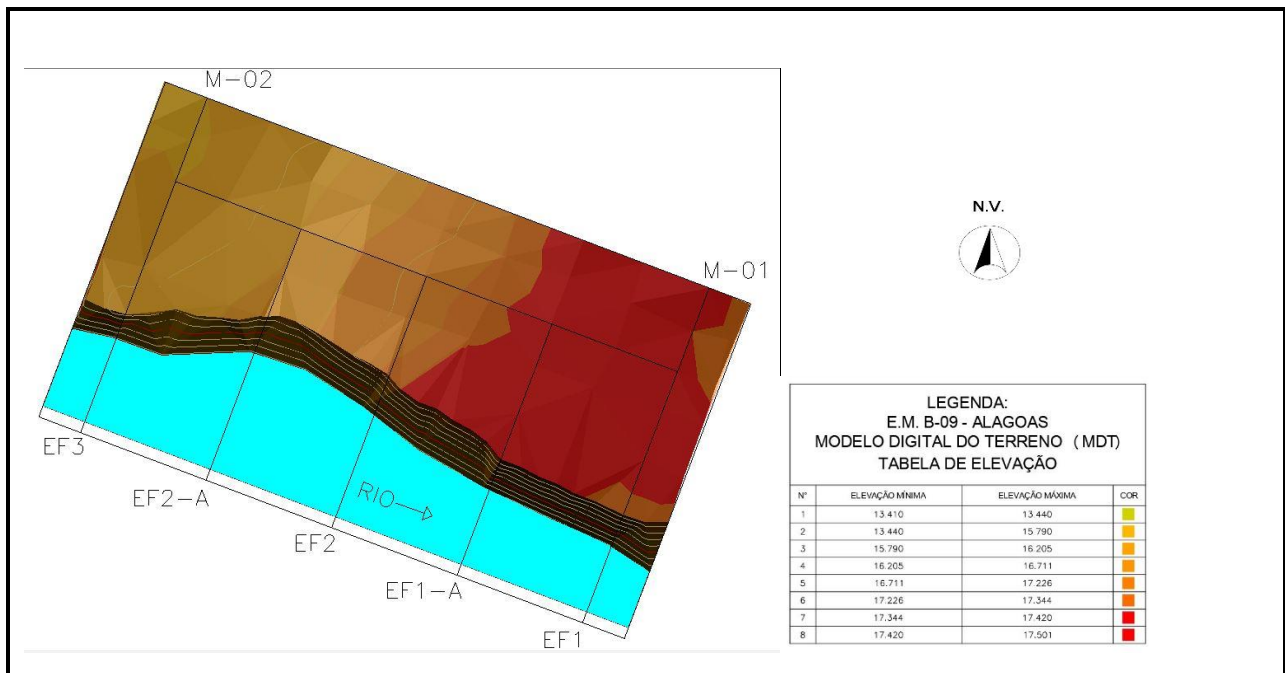 M-02
N.V.
M-01
EF3
EF2-A
RIO
EF2
EF1-A
EF1
LEGENDA:
E.M. B-09 - ALAGOAS
MODELO DIGITAL DO TERRENO (MDT)
TABELA DE ELEVAÇÃO
N° ELEVAÇÃO MÍNIMA ELEVAÇÃO MÁXIMA COR
1 13.410 13.440
2 13.440 15.790
3 15.790 16.205
4 16.205 16.711
5 16.711 17.226
6 17.226 17.344
7 17.344 17.420
8 17.420 17.501